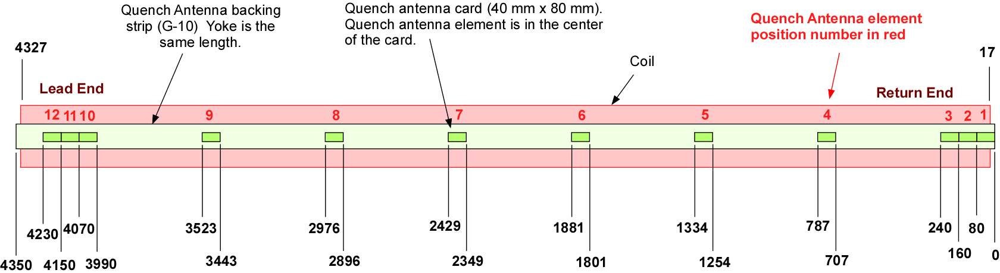 Quench Antenna backing
strip (G-10)  Yoke is the
same length.
Quench antenna card (40 mm x 80 mm).
Quench antenna element is in the center
of the card.
Quench Antenna element
position number in red
4327
Coil
17
Lead End
Return End
12 11 10 9 8 7 6 5 4 3 2 1
4230 4070 3523 2976 2429 1881 1334 787 240 80
4350 4150 3990 3443 2896 2349 1801 1254 707 160 0